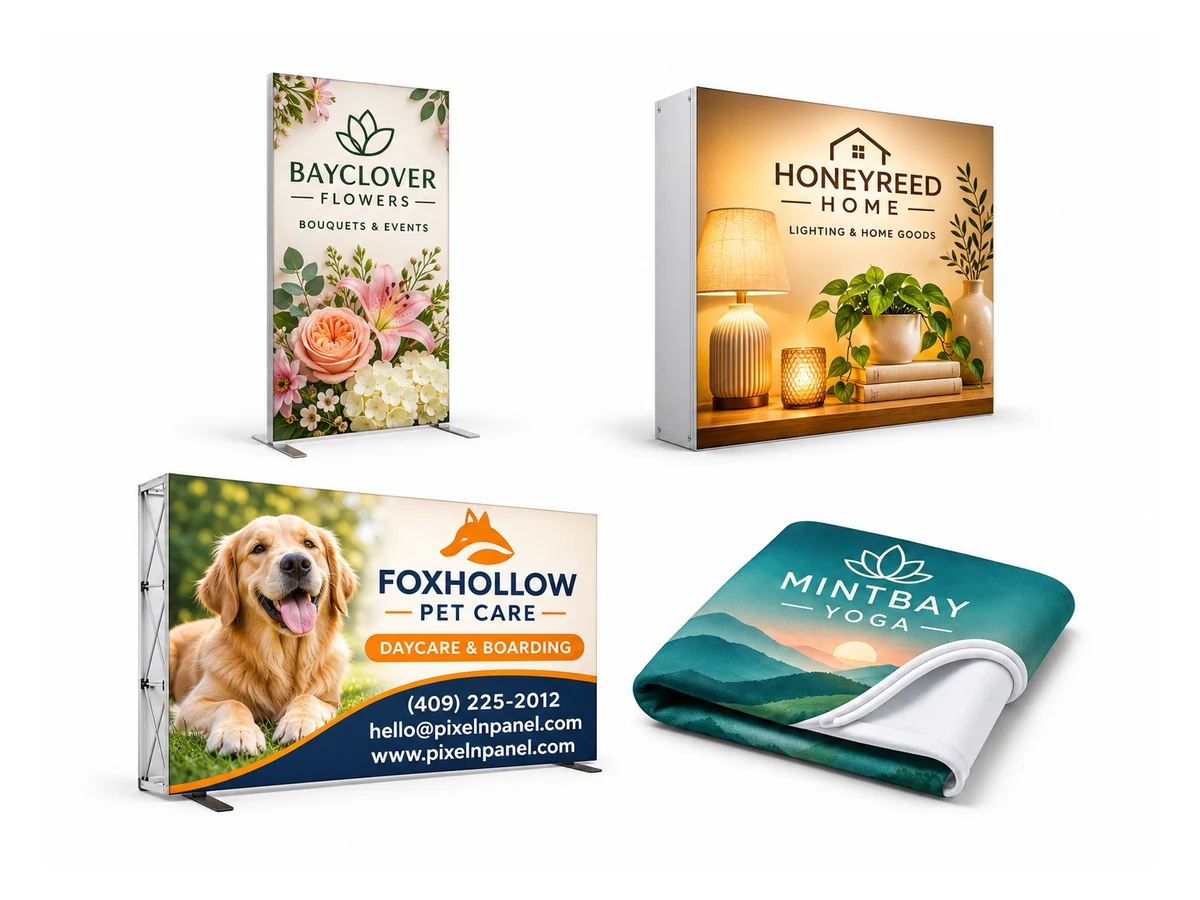 BAYCLOVER
FLOWERS
BOUQUETS & EVENTS
HONEYREED
HOME
LIGHTING & HOME GOODS
FOXHOLLOW
PET CARE
DAYCARE & BOARDING
(409) 225-2012
hello@pixelnpanel.com
www.pixelnpanel.com
MINTBAY
YOGA